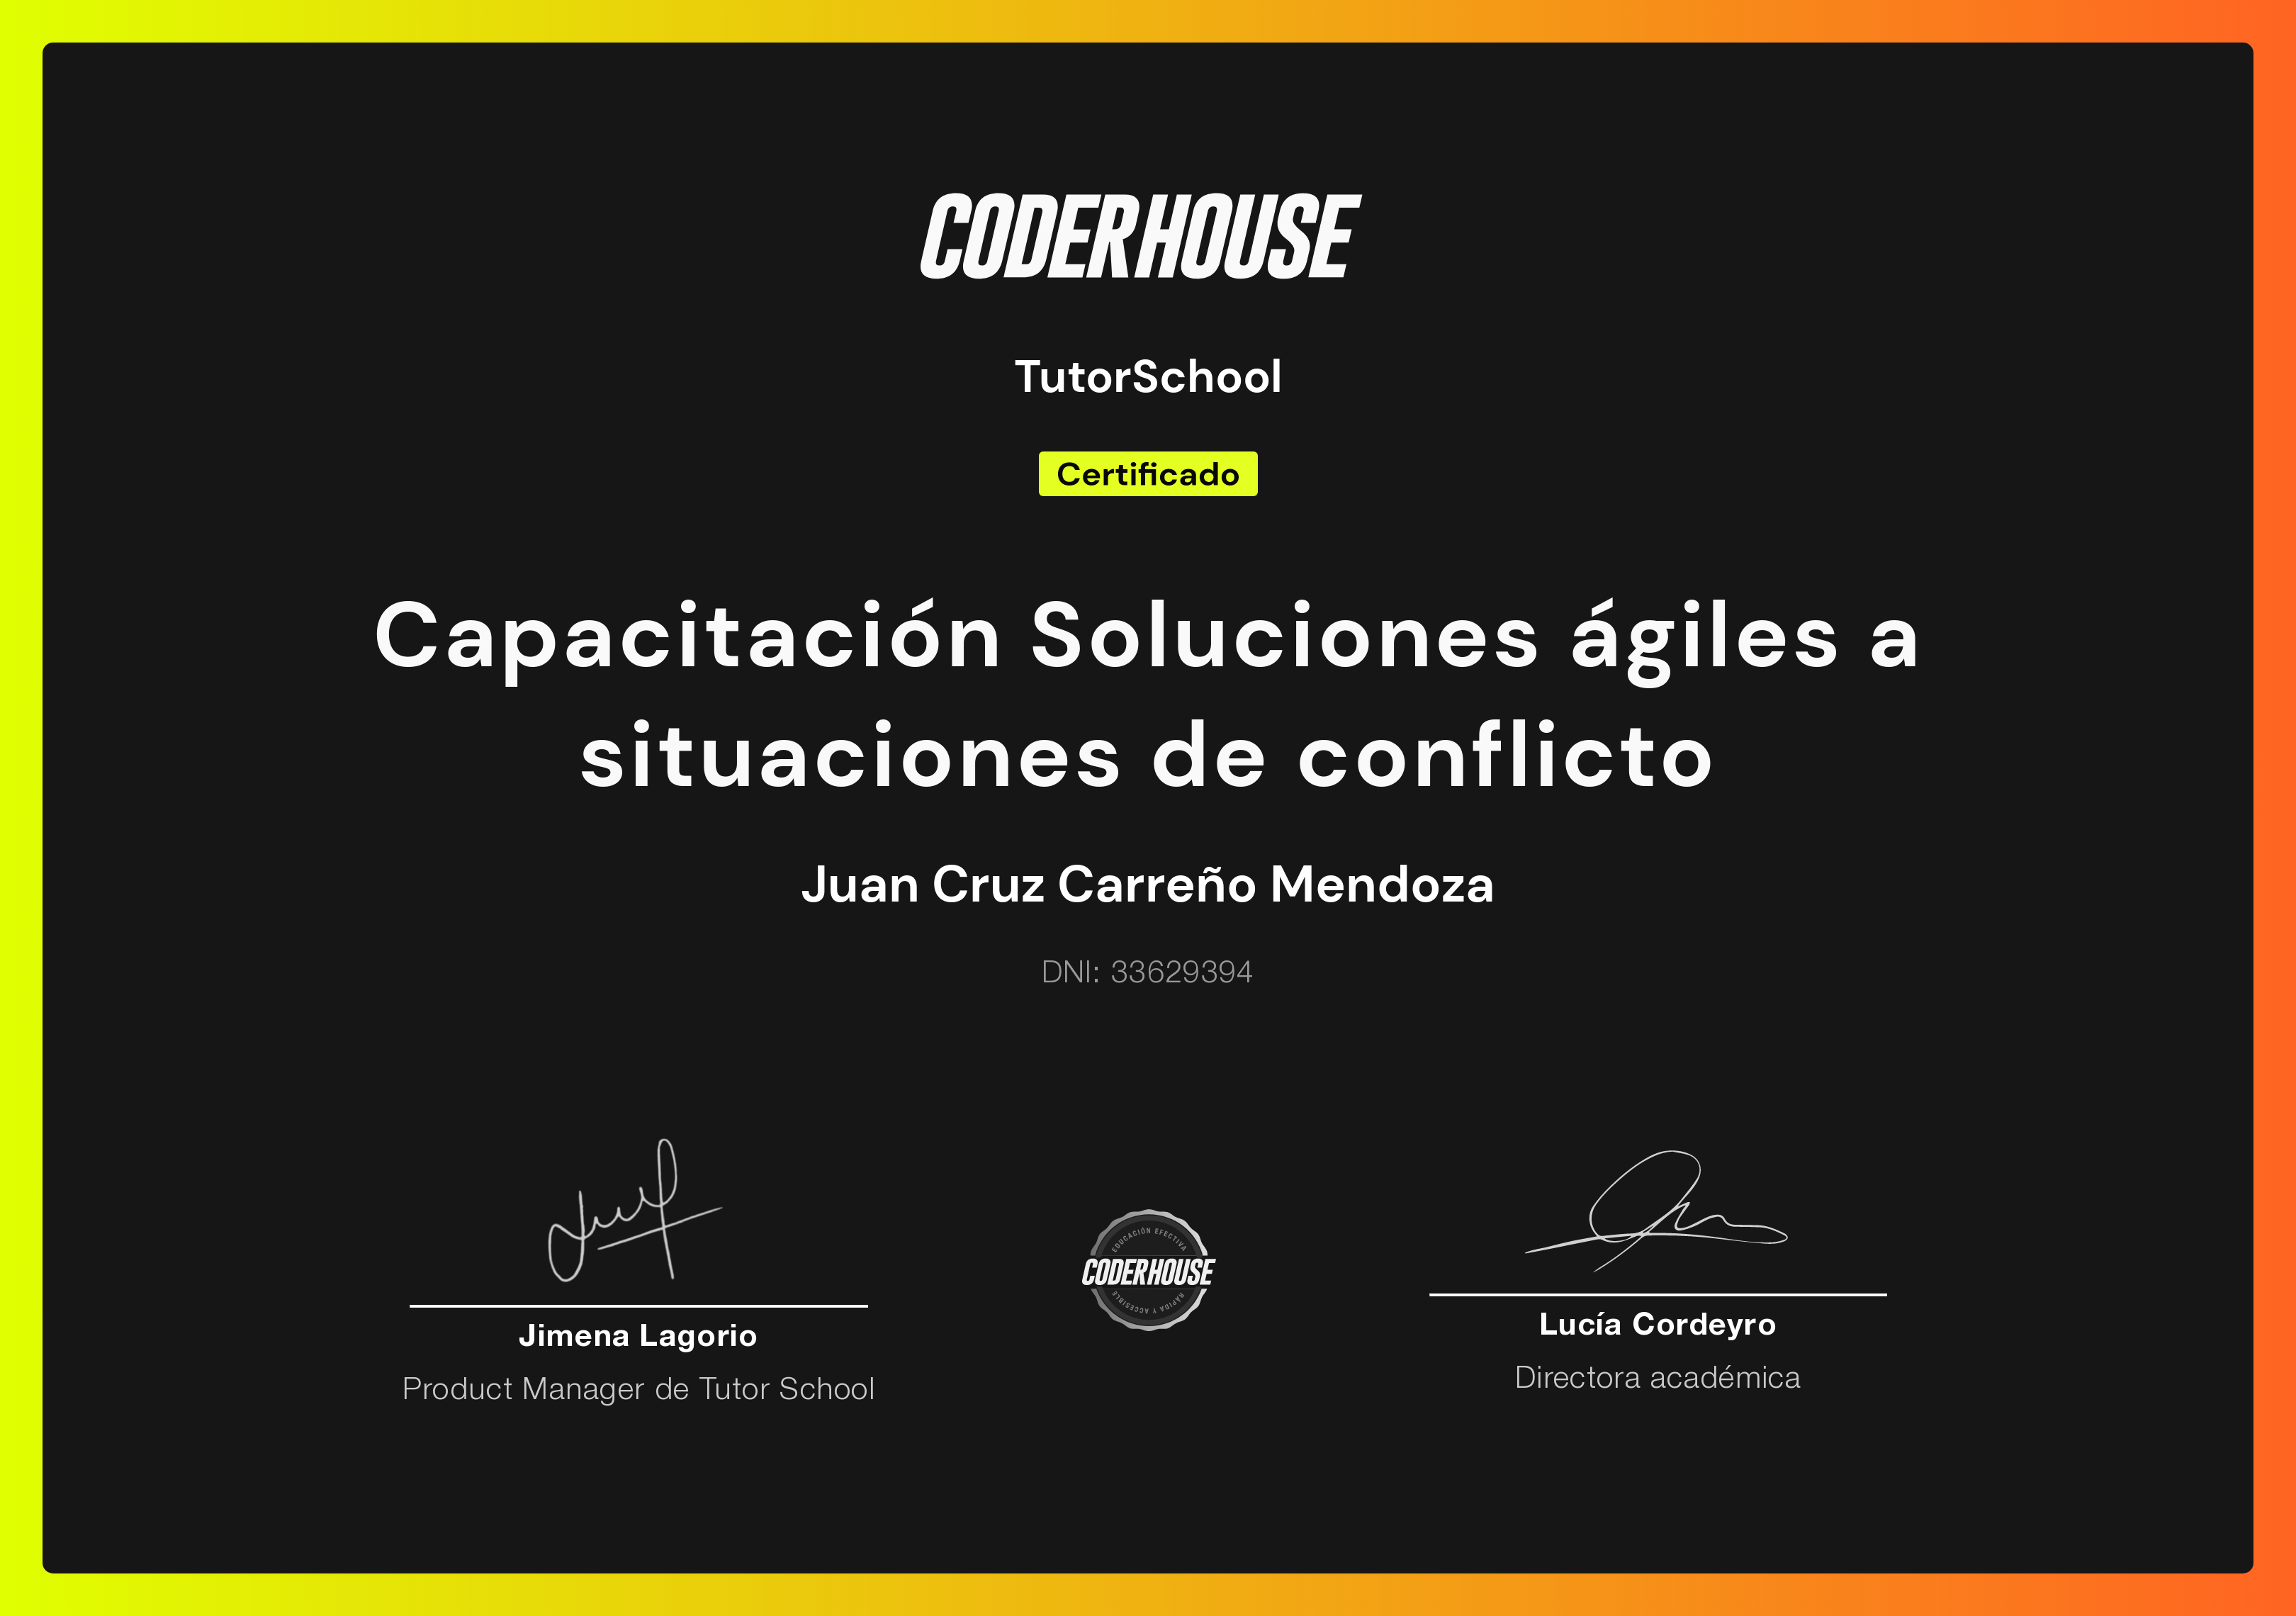 CODERHOUSE
TutorSchool
Certificado
Capacitación Soluciones ágiles a
situaciones de conflicto
Juan Cruz Carreño Mendoza
DNI: 33629394
Jimena Lagorio
Product Manager de Tutor School
EDUCACIÓN EFECTIVA
CODERHOUSE
RÁPIDA Y ACCESIBLE
Lucía Cordeyro
Directora académica